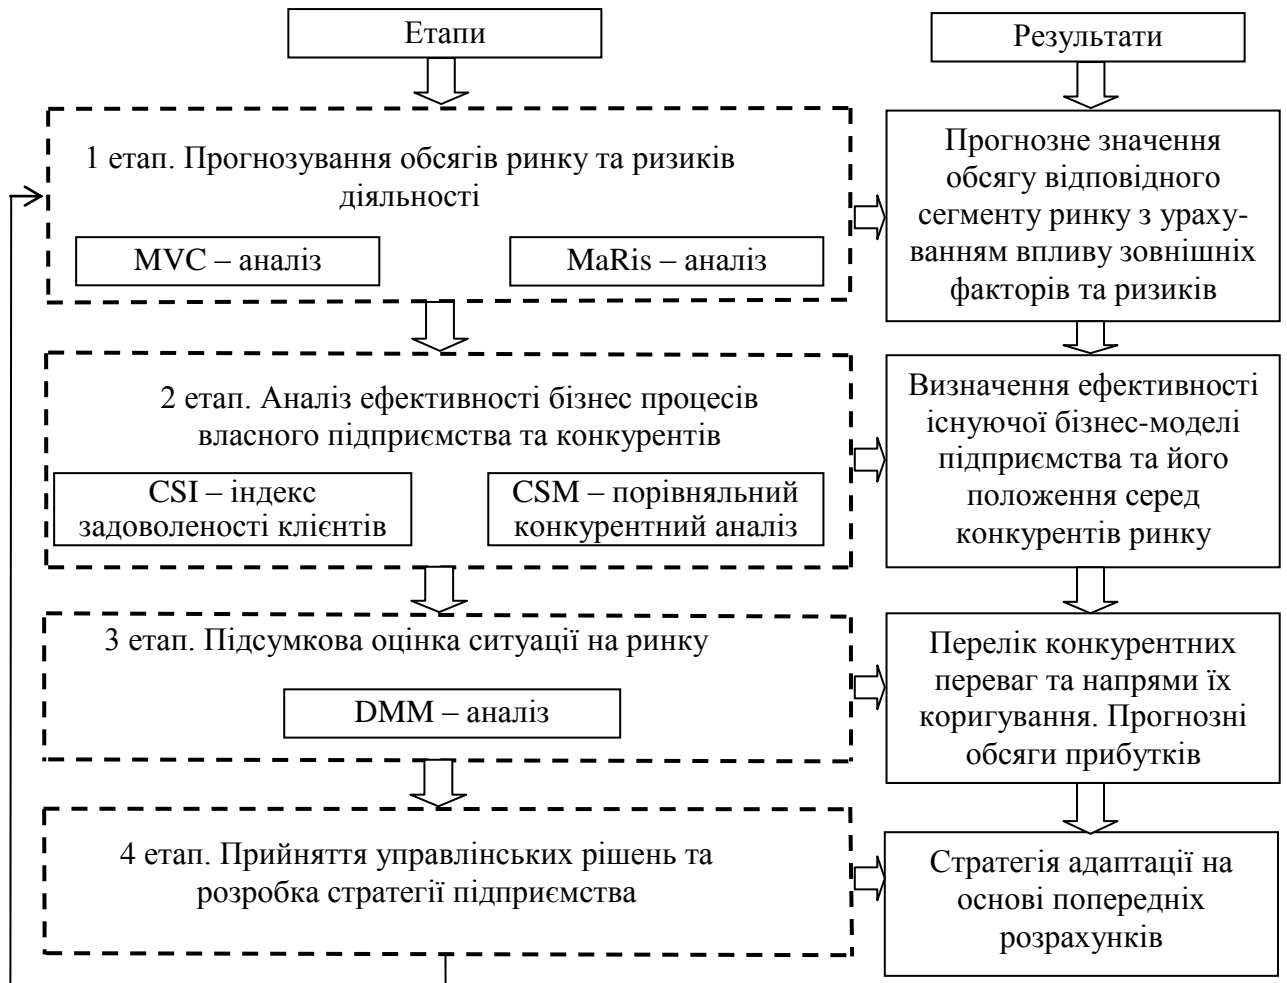 Етапи
Результати
1 етап. Прогнозування обсягів ринку та ризиків
діяльності
MVC – аналіз
MaRis – аналіз
Прогнозне значення
обсягу відповідного
сегменту ринку з ураху-
ванням впливу зовнішніх
факторів та ризиків
2 етап. Аналіз ефективності бізнес процесів
власного підприємства та конкурентів
CSI – індекс
задоволеності клієнтів
CSM – порівняльний
конкурентний аналіз
Визначення ефективності
існуючої бізнес-моделі
підприємства та його
положення серед
конкурентів ринку
3 етап. Підсумкова оцінка ситуації на ринку
DMM – аналіз
Перелік конкурентних
переваг та напрями їх
коригування. Прогнозні
обсяги прибутків
4 етап. Прийняття управлінських рішень та
розробка стратегії підприємства
Стратегія адаптації на
основі попередніх
розрахунків